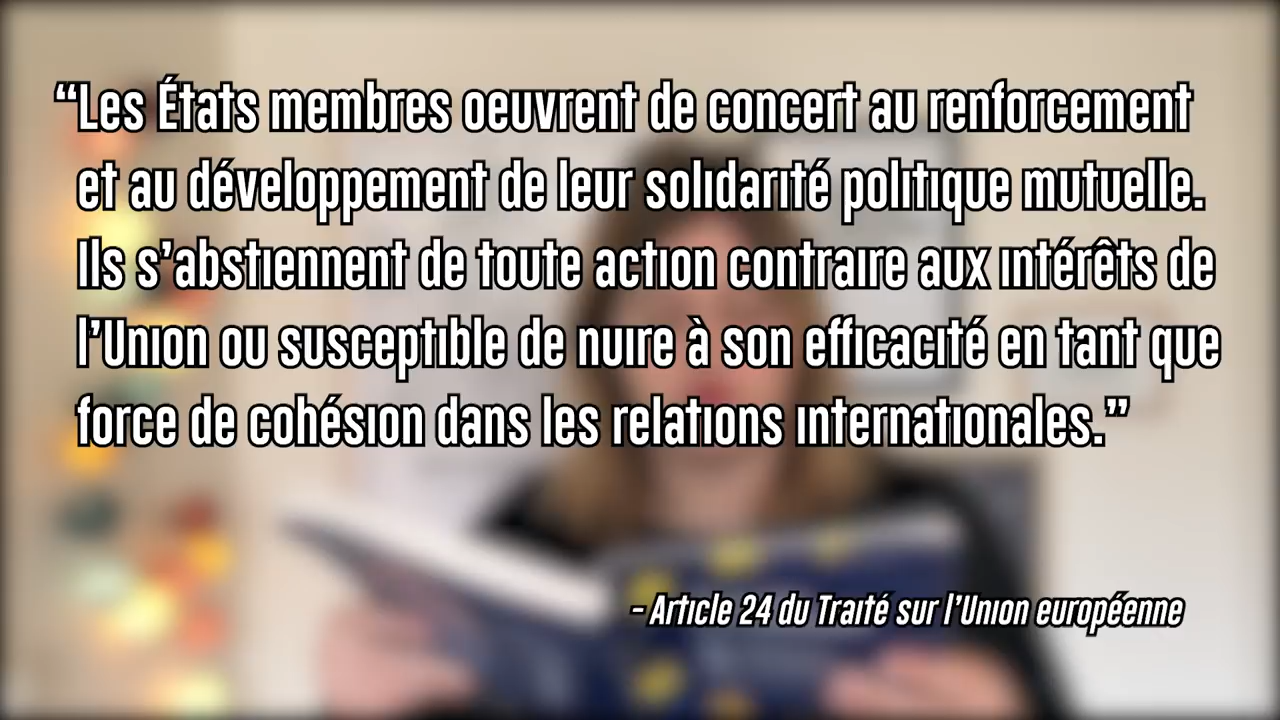 “Les États membres oeuvrent de concert au renforcement
et au développement de leur solidarité politique mutuelle.
Ils s’abstiennent de toute action contraire aux intérêts de
l’Union ou susceptible de nuire à son efficacité en tant que
force de cohésion dans les relations internationales.”
- Article 24 du Traité sur l’Union européenne